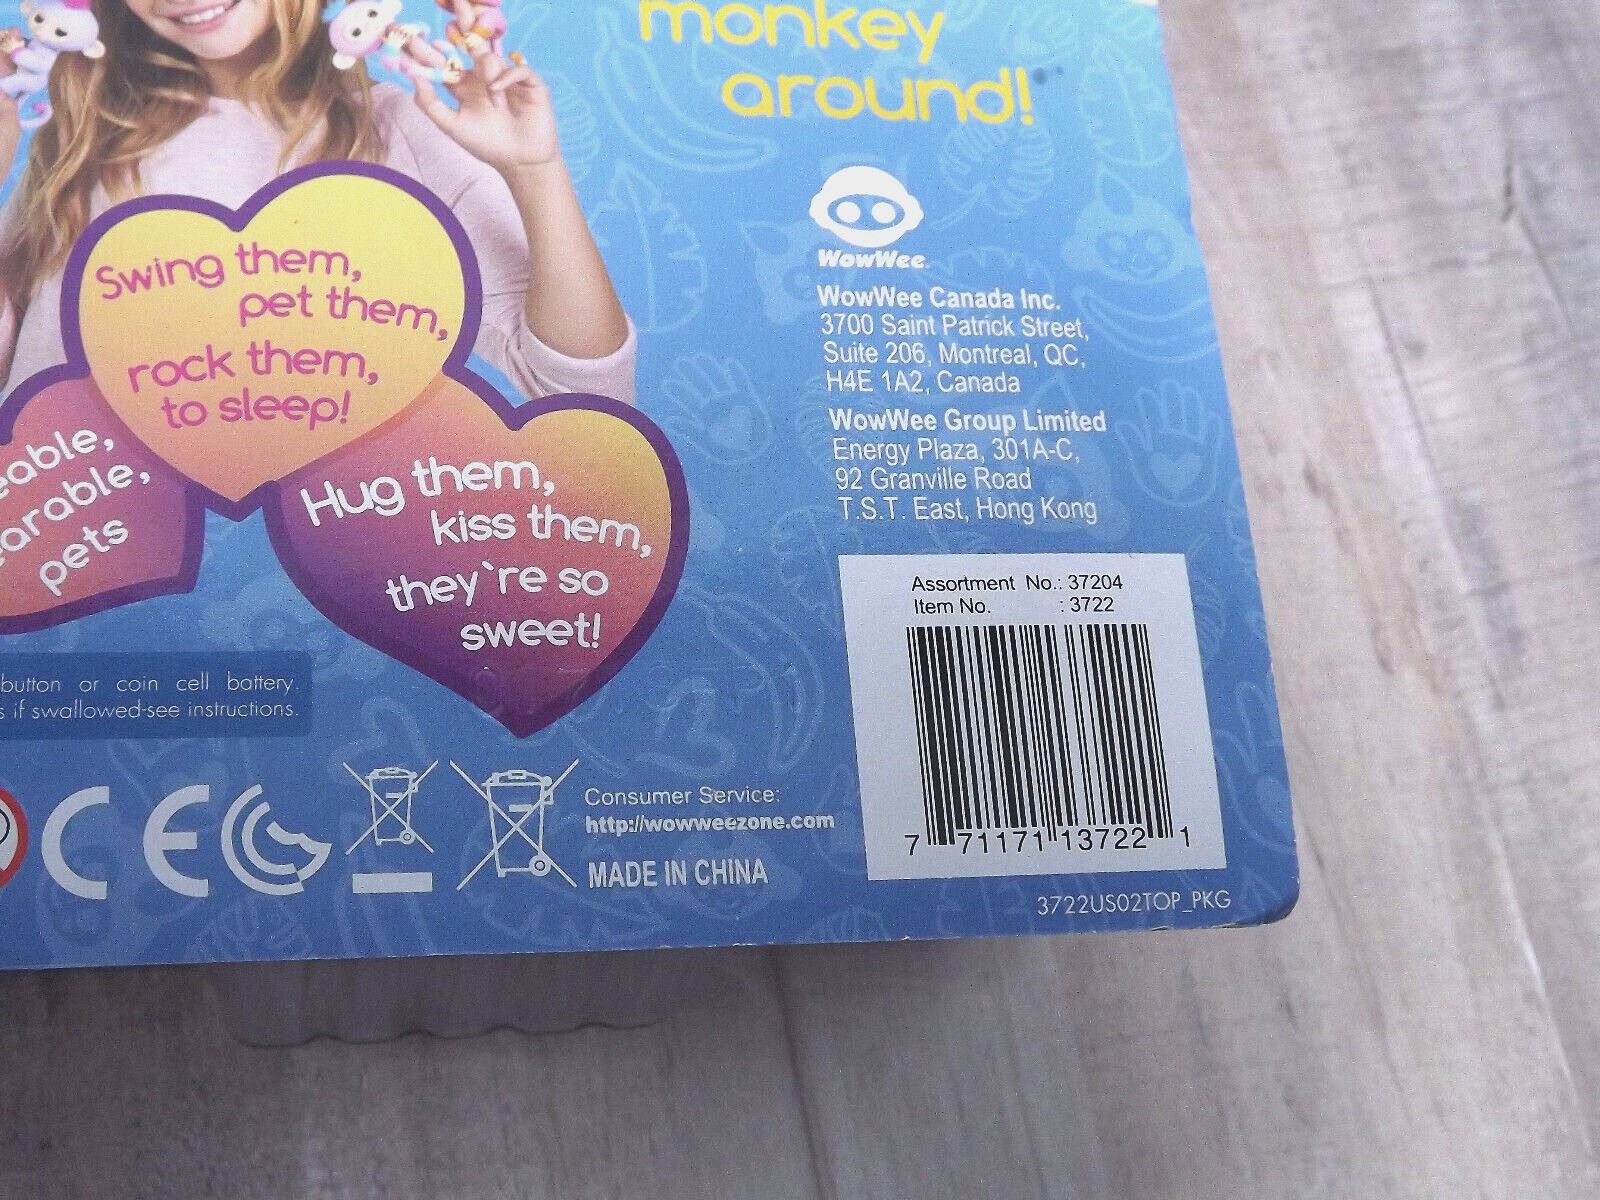 monkey
around!
WowWee
WowWee Canada Inc.
3700 Saint Patrick Street,
Suite 206, Montreal, QC,
H4E 1A2, Canada
WowWee Group Limited
Energy Plaza, 301A-C,
92 Granville Road
T.S.T. East, Hong Kong
Swing them,
pet them,
rock them,
to sleep!
pets
Hug them,
kiss them,
they`re so
sweet!
button or coin cell battery.
if swallowed-see instructions.
CE
Consumer Service:
http://wowweezone.com
MADE IN CHINA
Assortment No.: 37204
Item No. : 3722
7 71171 13722 1
3722US02TOP_PKG